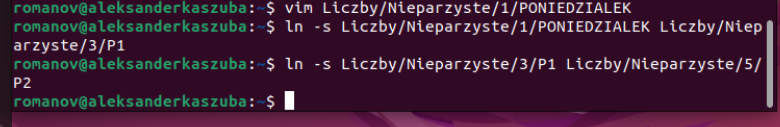 romanov@aleksanderkaszuba:~$ vim Liczby/Nieparzyste/1/PONIEDZIALEK
romanov@aleksanderkaszuba:~$ ln -s Liczby/Nieparzyste/1/PONIEDZIALEK Liczby/Niep
arzyste/3/P1
romanov@aleksanderkaszuba:~$ ln -s Liczby/Nieparzyste/3/P1 Liczby/Nieparzyste/5/
P2
romanov@aleksanderkaszuba:~$